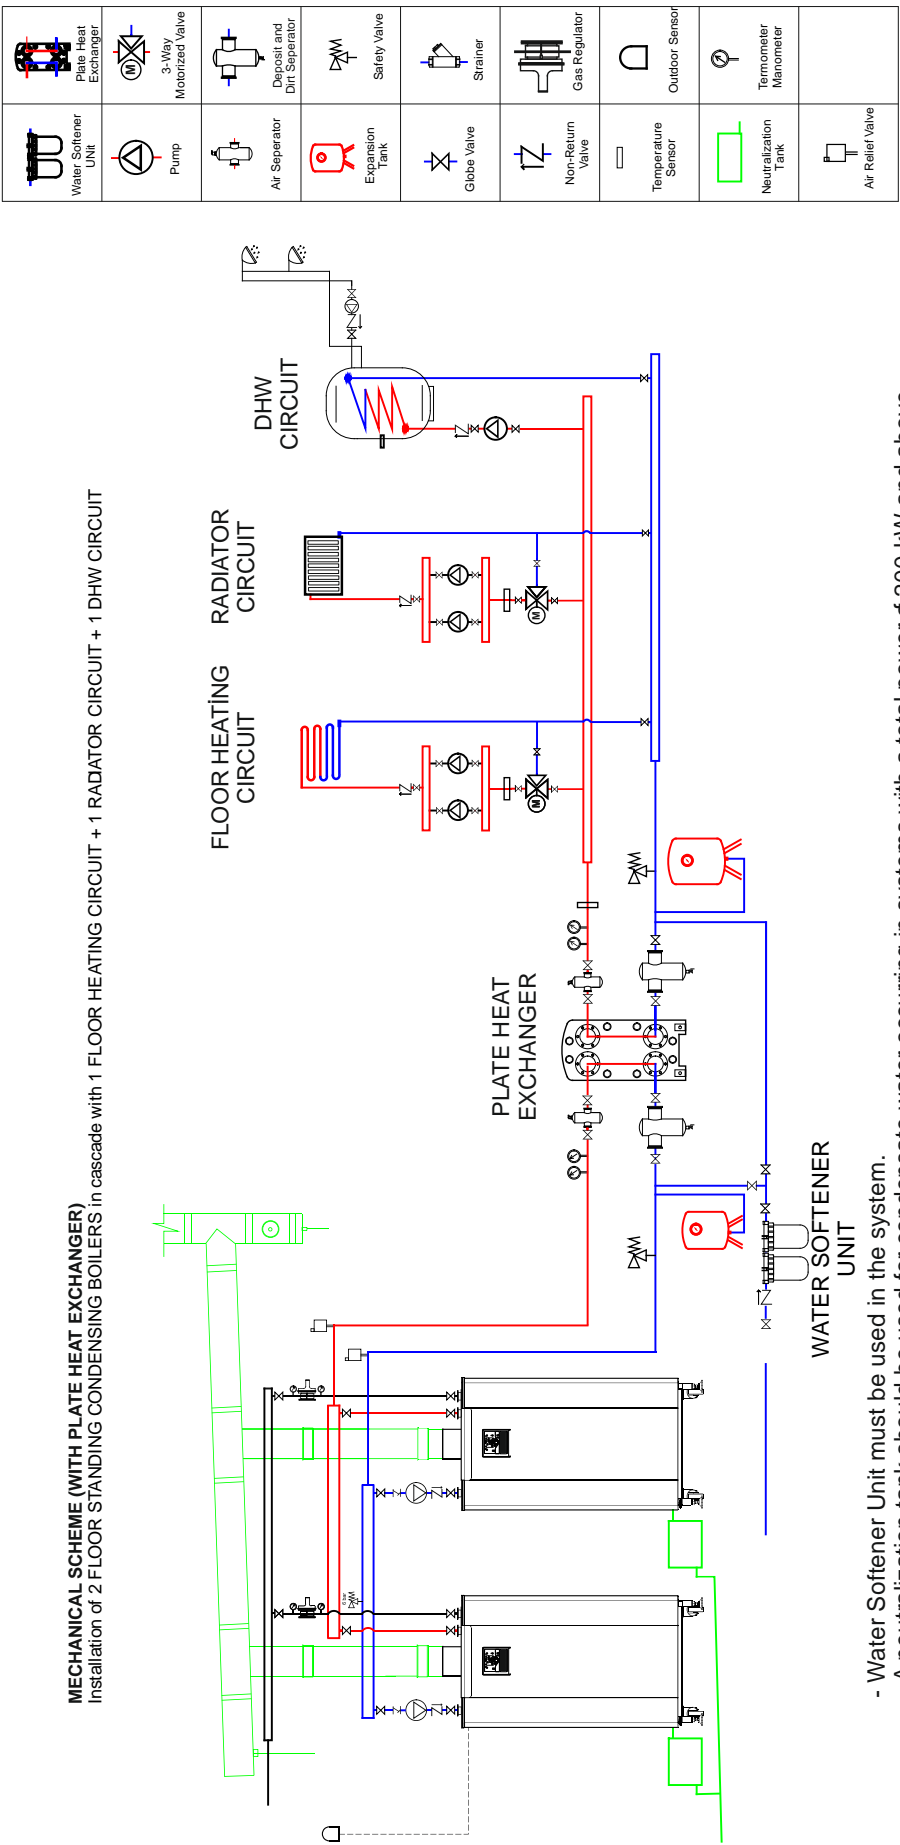 MECHANICAL SCHEME (WITH PLATE HEAT EXCHANGER)
Installation of 2 FLOOR STANDING CONDENSING BOILERS in cascade with 1 FLOOR HEATING CIRCUIT + 1 RADIATOR CIRCUIT + 1 DHW CIRCUIT
FLOOR HEATİNG
CIRCUIT
RADIATOR
CIRCUIT
DHW
CIRCUIT
PLATE HEAT
EXCHANGER
WATER SOFTENER
UNIT
6 bar
M
M
- Water Softener Unit must be used in the system.
Water Softener
UNit
Plate Heat
Exchanger
Pump
3-Way
Motorized Valve
M
Air Seperator
Deposit and
Dirt Seperator
Expansion
Tank
Safety Valve
Globe Valve
Strainer
Non-Return
Valve
Gas Regulator
Temperature
Sensor
Outdoor Sensor
Neutralization
Tank
Termometer
Manometer
Air Relief Valve